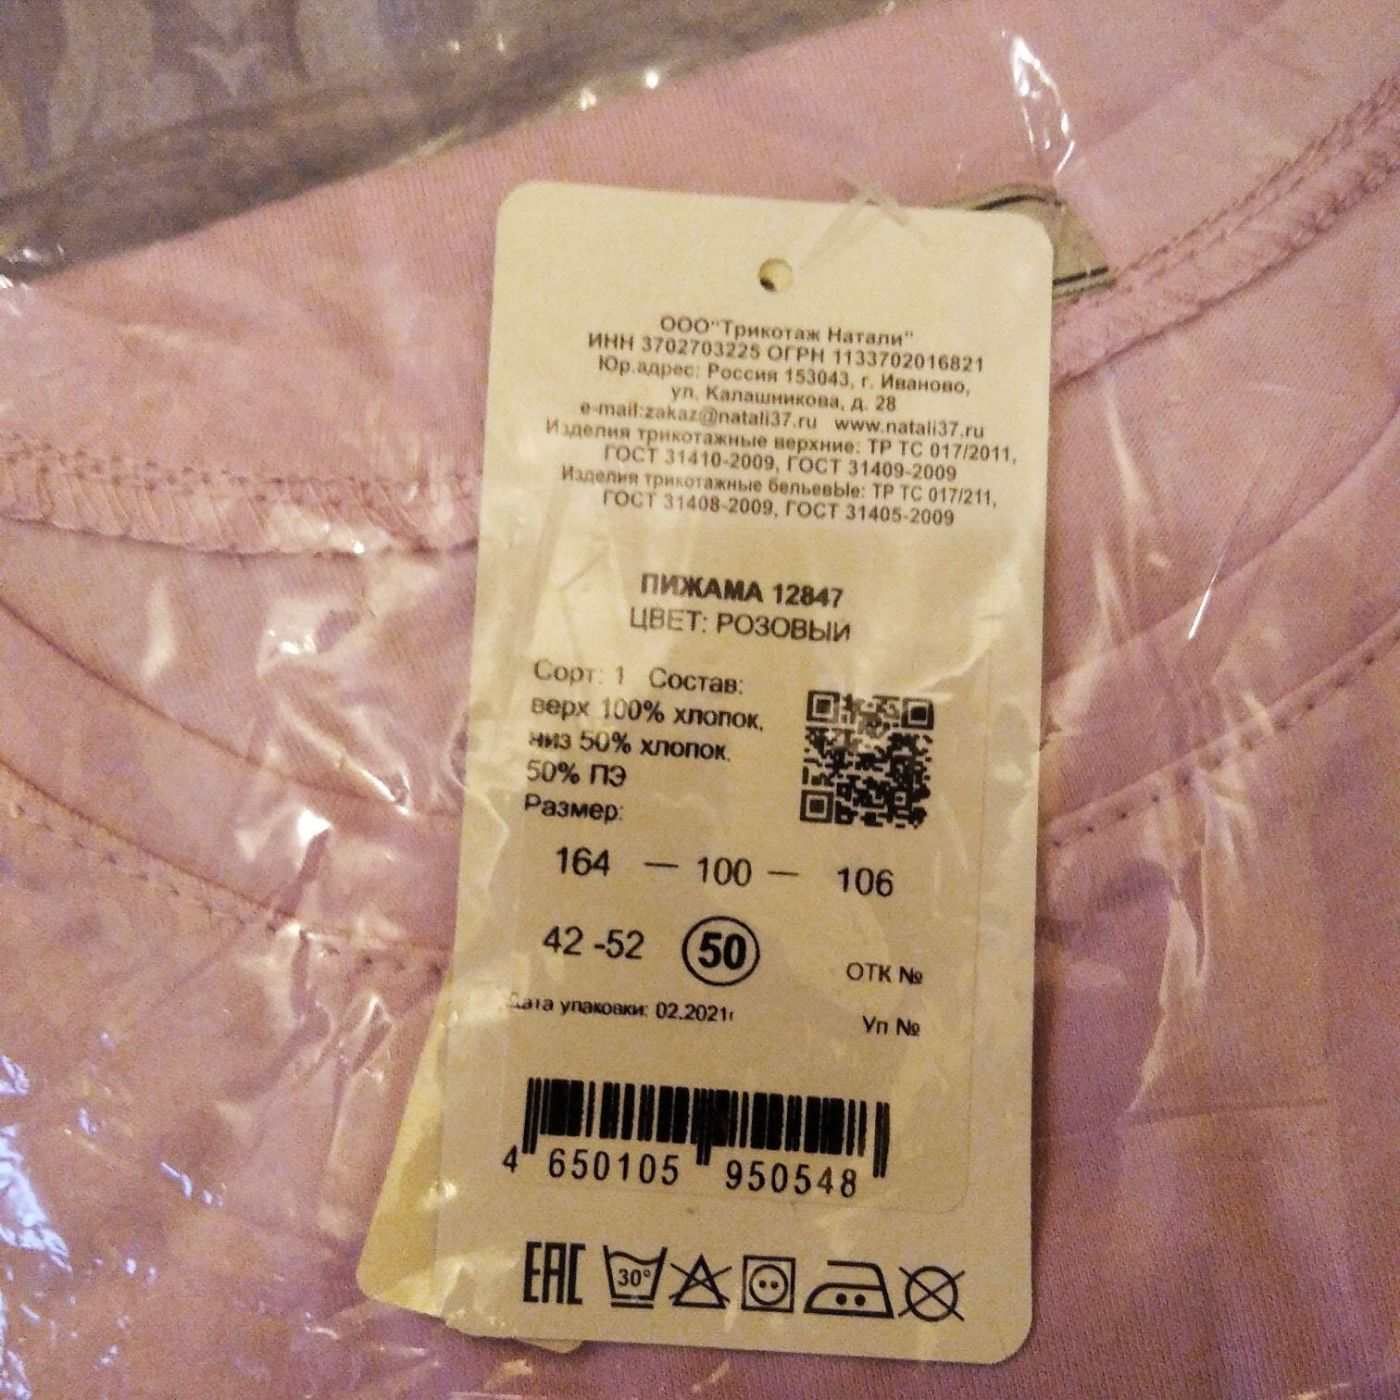 ООО"Трикотаж Натали"
ИНН 3702703225 ОГРН 1133702016821
Юр.адрес: Россия 153043, г. Иваново,
ул. Калашникова, д. 28
e-mail:zakaz@natali37.ru www.natali37.ru
Изделия трикотажные верхние: ТР ТС 017/2011,
ГОСТ 31410-2009, ГОСТ 31409-2009
Изделия трикотажные бельевЫе: ТР ТС 017/211,
ГОСТ 31408-2009, ГОСТ 31405-2009
ПИЖАМА 12847
ЦВЕТ: РОЗОВЫЙ
Сорт: 1 Состав:
верх 100% хлопок,
низ 50% хлопок,
50% ПЭ
Размер:
164 — 100 — 106
42 -52 50
ОТК №
Дата упаковки: 02.2021г
Уп №
4 650105 950548
ЕАС 30°